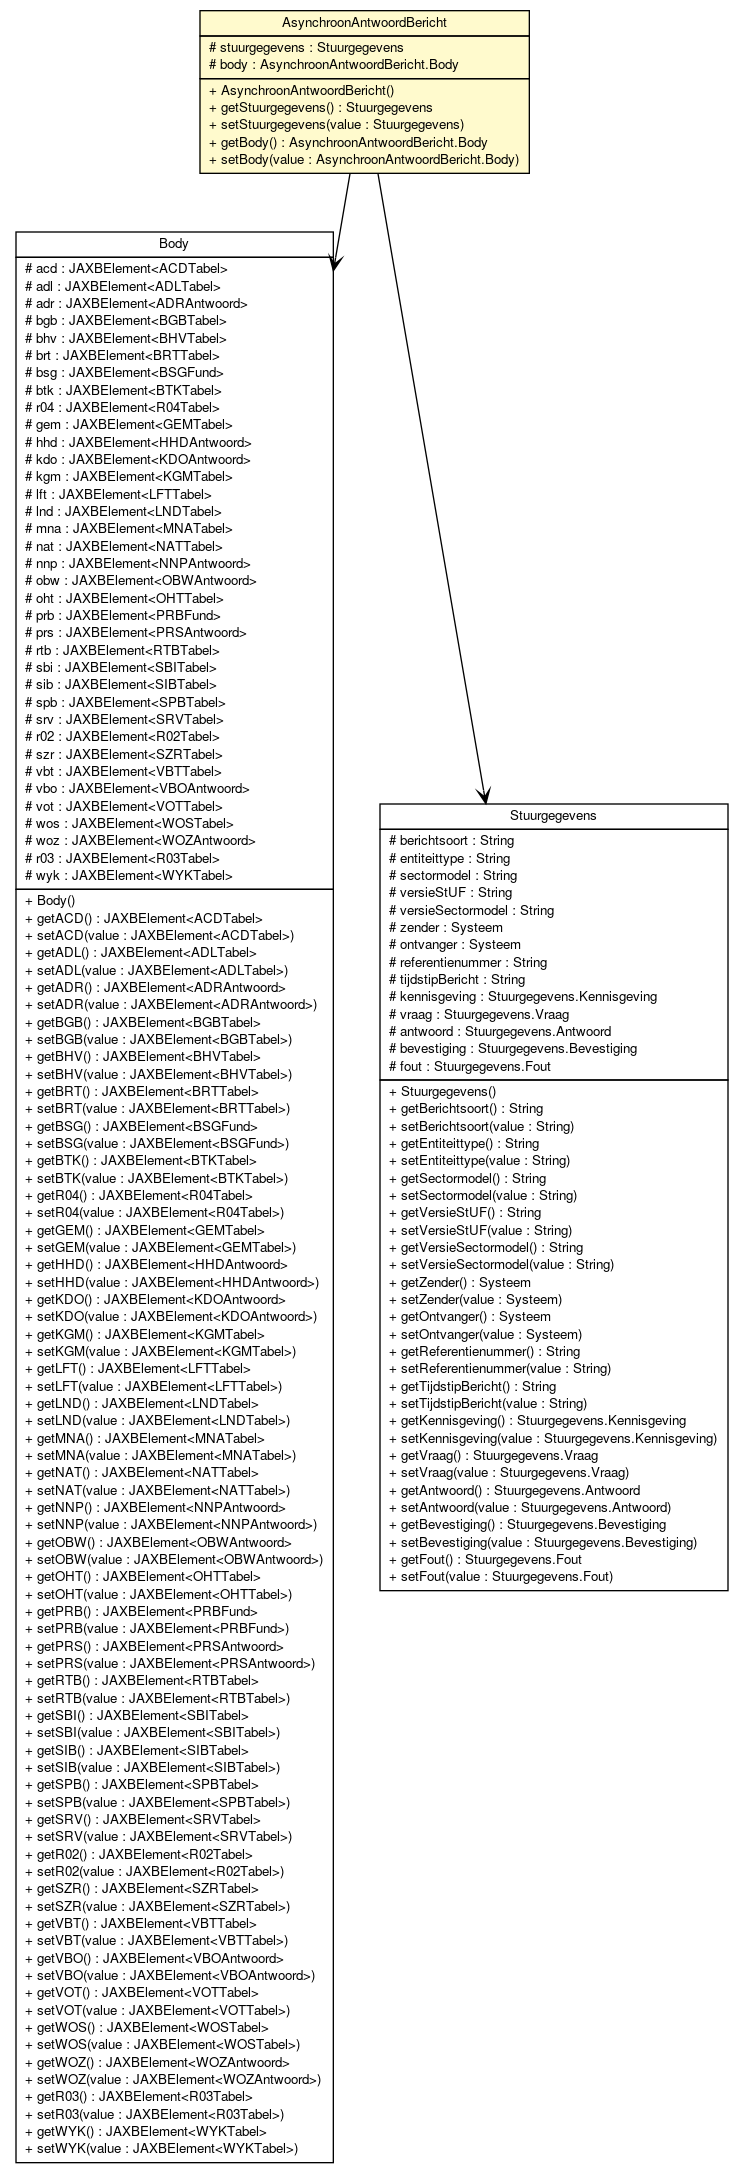 AsynchroonAntwoordBericht
# stuurgegevens : Stuurgegevens
# body : AsynchroonAntwoordBericht.Body
+ AsynchroonAntwoordBericht()
+ getStuurgegevens() : Stuurgegevens
+ setStuurgegevens(value : Stuurgegevens)
+ getBody() : AsynchroonAntwoordBericht.Body
+ setBody(value : AsynchroonAntwoordBericht.Body)
Body
# acd : JAXBElement<ACDTabel>
# adl : JAXBElement<ADLTabel>
# adr : JAXBElement<ADRAntwoord>
# bgb : JAXBElement<BGBTabel>
# bhv : JAXBElement<BHVTabel>
# brt : JAXBElement<BRTTabel>
# bsg : JAXBElement<BSGFund>
# btk : JAXBElement<BTKTabel>
# r04 : JAXBElement<R04Tabel>
# gem : JAXBElement<GEMTabel>
# hhd : JAXBElement<HHDAntwoord>
# kdo : JAXBElement<KDOAntwoord>
# kgm : JAXBElement<KGMTabel>
# lft : JAXBElement<LFTTabel>
# lnd : JAXBElement<LNDTabel>
# mna : JAXBElement<MNATabel>
# nat : JAXBElement<NATTabel>
# nnp : JAXBElement<NNPAntwoord>
# obw : JAXBElement<OBWAntwoord>
# oht : JAXBElement<OHTTabel>
# prb : JAXBElement<PRBFund>
# prs : JAXBElement<PRSAntwoord>
# rtb : JAXBElement<RTBTabel>
# sbi : JAXBElement<SBITabel>
# sib : JAXBElement<SIBTabel>
# spb : JAXBElement<SPBTabel>
# srv : JAXBElement<SRVTabel>
# r02 : JAXBElement<R02Tabel>
# szr : JAXBElement<SZRTabel>
# vbt : JAXBElement<VBTTabel>
# vbo : JAXBElement<VBOAntwoord>
# vot : JAXBElement<VOTTabel>
# wos : JAXBElement<WOSTabel>
# woz : JAXBElement<WOZAntwoord>
# r03 : JAXBElement<R03Tabel>
# wyk : JAXBElement<WYKTabel>
+ Body()
+ getACD() : JAXBElement<ACDTabel>
+ setACD(value : JAXBElement<ACDTabel>)
+ getADL() : JAXBElement<ADLTabel>
+ setADL(value : JAXBElement<ADLTabel>)
+ getADR() : JAXBElement<ADRAntwoord>
+ setADR(value : JAXBElement<ADRAntwoord>)
+ getBGB() : JAXBElement<BGBTabel>
+ setBGB(value : JAXBElement<BGBTabel>)
+ getBHV() : JAXBElement<BHVTabel>
+ setBHV(value : JAXBElement<BHVTabel>)
+ getBRT() : JAXBElement<BRTTabel>
+ setBRT(value : JAXBElement<BRTTabel>)
+ getBSG() : JAXBElement<BSGFund>
+ setBSG(value : JAXBElement<BSGFund>)
+ getBTK() : JAXBElement<BTKTabel>
+ setBTK(value : JAXBElement<BTKTabel>)
+ getR04() : JAXBElement<R04Tabel>
+ setR04(value : JAXBElement<R04Tabel>)
+ getGEM() : JAXBElement<GEMTabel>
+ setGEM(value : JAXBElement<GEMTabel>)
+ getHHD() : JAXBElement<HHDAntwoord>
+ setHHD(value : JAXBElement<HHDAntwoord>)
+ getKDO() : JAXBElement<KDOAntwoord>
+ setKDO(value : JAXBElement<KDOAntwoord>)
+ getKGM() : JAXBElement<KGMTabel>
+ setKGM(value : JAXBElement<KGMTabel>)
+ getLFT() : JAXBElement<LFTTabel>
+ setLFT(value : JAXBElement<LFTTabel>)
+ getLND() : JAXBElement<LNDTabel>
+ setLND(value : JAXBElement<LNDTabel>)
+ getMNA() : JAXBElement<MNATabel>
+ setMNA(value : JAXBElement<MNATabel>)
+ getNAT() : JAXBElement<NATTabel>
+ setNAT(value : JAXBElement<NATTabel>)
+ getNNP() : JAXBElement<NNPAntwoord>
+ setNNP(value : JAXBElement<NNPAntwoord>)
+ getOBW() : JAXBElement<OBWAntwoord>
+ setOBW(value : JAXBElement<OBWAntwoord>)
+ getOHT() : JAXBElement<OHTTabel>
+ setOHT(value : JAXBElement<OHTTabel>)
+ getPRB() : JAXBElement<PRBFund>
+ setPRB(value : JAXBElement<PRBFund>)
+ getPRS() : JAXBElement<PRSAntwoord>
+ setPRS(value : JAXBElement<PRSAntwoord>)
+ getRTB() : JAXBElement<RTBTabel>
+ setRTB(value : JAXBElement<RTBTabel>)
+ getSBI() : JAXBElement<SBITabel>
+ setSBI(value : JAXBElement<SBITabel>)
+ getSIB() : JAXBElement<SIBTabel>
+ setSIB(value : JAXBElement<SIBTabel>)
+ getSPB() : JAXBElement<SPBTabel>
+ setSPB(value : JAXBElement<SPBTabel>)
+ getSRV() : JAXBElement<SRVTabel>
+ setSRV(value : JAXBElement<SRVTabel>)
+ getR02() : JAXBElement<R02Tabel>
+ setR02(value : JAXBElement<R02Tabel>)
+ getSZR() : JAXBElement<SZRTabel>
+ setSZR(value : JAXBElement<SZRTabel>)
+ getVBT() : JAXBElement<VBTTabel>
+ setVBT(value : JAXBElement<VBTTabel>)
+ getVBO() : JAXBElement<VBOAntwoord>
+ setVBO(value : JAXBElement<VBOAntwoord>)
+ getVOT() : JAXBElement<VOTTabel>
+ setVOT(value : JAXBElement<VOTTabel>)
+ getWOS() : JAXBElement<WOSTabel>
+ setWOS(value : JAXBElement<WOSTabel>)
+ getWOZ() : JAXBElement<WOZAntwoord>
+ setWOZ(value : JAXBElement<WOZAntwoord>)
+ getR03() : JAXBElement<R03Tabel>
+ setR03(value : JAXBElement<R03Tabel>)
+ getWYK() : JAXBElement<WYKTabel>
+ setWYK(value : JAXBElement<WYKTabel>)
Stuurgegevens
# berichtsoort : String
# entiteittype : String
# sectormodel : String
# versieStUF : String
# versieSectormodel : String
# zender : Systeem
# ontvanger : Systeem
# referentienummer : String
# tijdstipBericht : String
# kennisgeving : Stuurgegevens.Kennisgeving
# vraag : Stuurgegevens.Vraag
# antwoord : Stuurgegevens.Antwoord
# bevestiging : Stuurgegevens.Bevestiging
# fout : Stuurgegevens.Fout
+ Stuurgegevens()
+ getBerichtsoort() : String
+ setBerichtsoort(value : String)
+ getEntiteittype() : String
+ setEntiteittype(value : String)
+ getSectormodel() : String
+ setSectormodel(value : String)
+ getVersieStUF() : String
+ setVersieStUF(value : String)
+ getVersieSectormodel() : String
+ setVersieSectormodel(value : String)
+ getZender() : Systeem
+ setZender(value : Systeem)
+ getOntvanger() : Systeem
+ setOntvanger(value : Systeem)
+ getReferentienummer() : String
+ setReferentienummer(value : String)
+ getTijdstipBericht() : String
+ setTijdstipBericht(value : String)
+ getKennisgeving() : Stuurgegevens.Kennisgeving
+ setKennisgeving(value : Stuurgegevens.Kennisgeving)
+ getVraag() : Stuurgegevens.Vraag
+ setVraag(value : Stuurgegevens.Vraag)
+ getAntwoord() : Stuurgegevens.Antwoord
+ setAntwoord(value : Stuurgegevens.Antwoord)
+ getBevestiging() : Stuurgegevens.Bevestiging
+ setBevestiging(value : Stuurgegevens.Bevestiging)
+ getFout() : Stuurgegevens.Fout
+ setFout(value : Stuurgegevens.Fout)